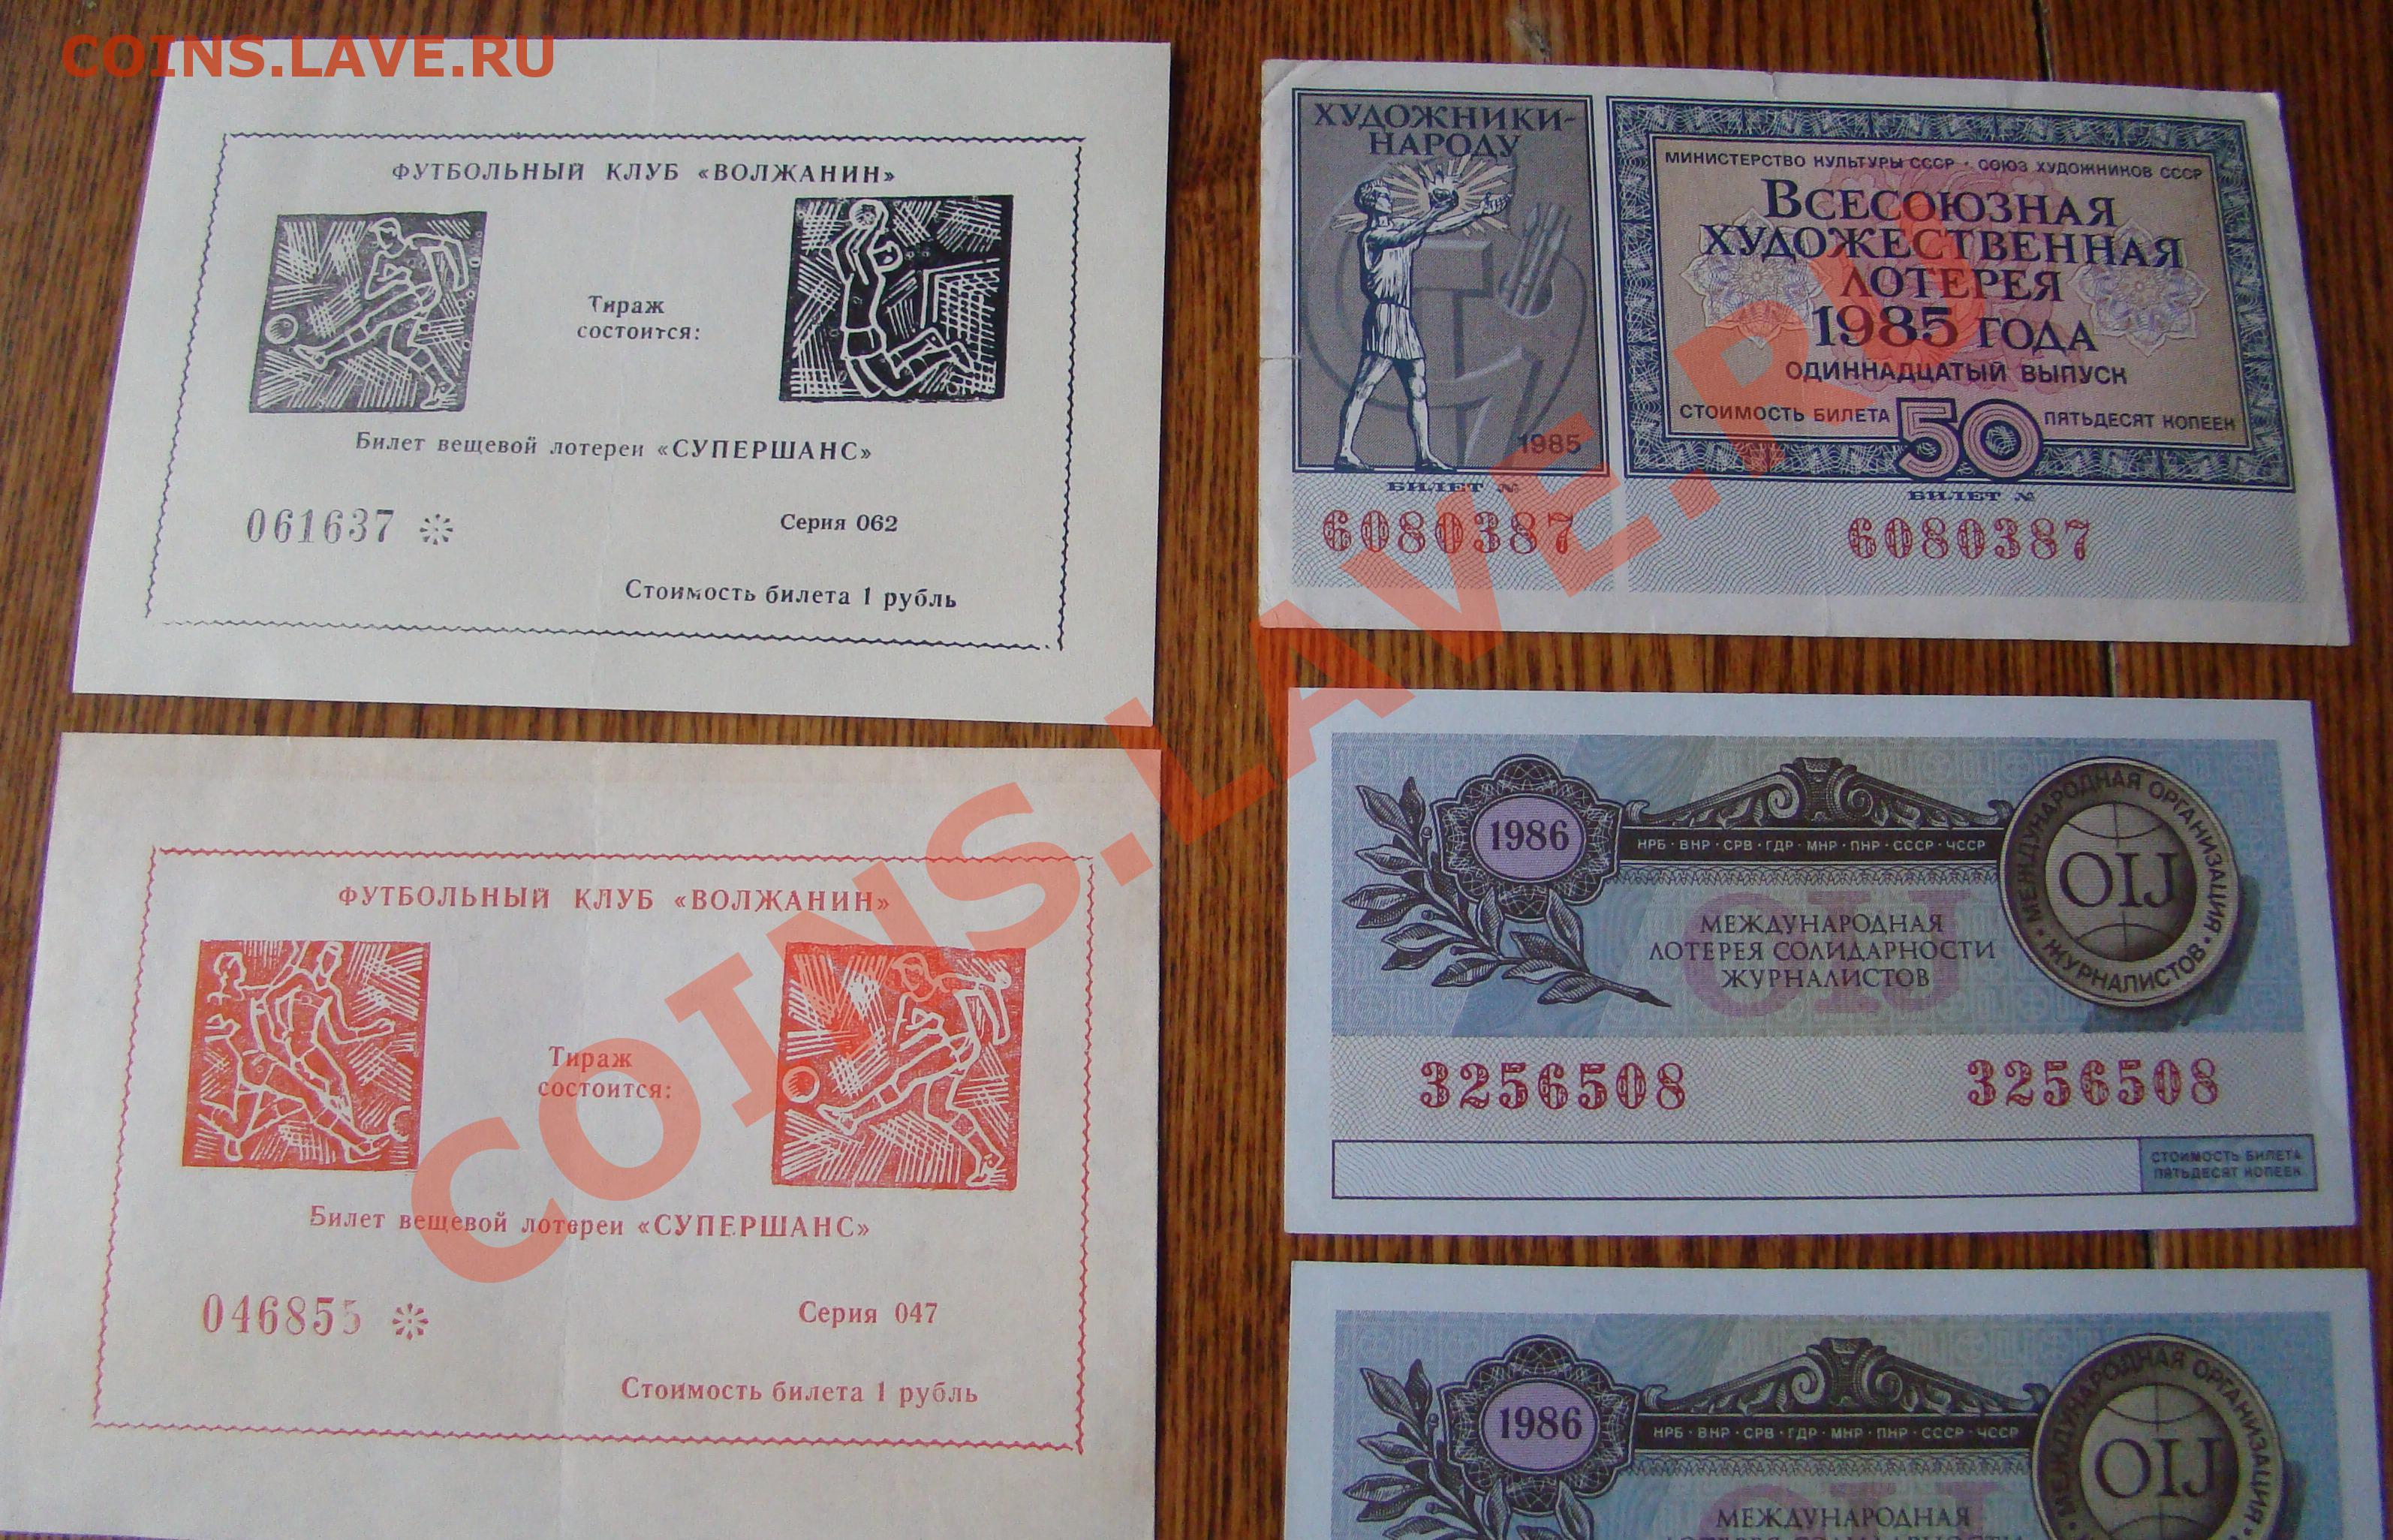 COINS.LAVE.RU
ФУТБОЛЬНЫЙ КЛУБ «ВОЛЖАНИН»
Тираж
состоится:
Билет вещевой лотереи «СУПЕРШАНС»
061637
Серия 062
Стоимость билета 1 рубль
ФУТБОЛЬНЫЙ КЛУБ «ВОЛЖАНИН»
Тираж
состоится:
Билет вещевой лотереи «СУПЕРШАНС»
046855
Серия 047
Стоимость билета 1 рубль
ХУДОЖНИКИ-
НАРОДУ
1985
БИЛЕТ №
6080387
МИНИСТЕРСТВО КУЛЬТУРЫ СССР · СОЮЗ ХУДОЖНИКОВ СССР
ВСЕСОЮЗНАЯ
ХУДОЖЕСТВЕННАЯ
ЛОТЕРЕЯ
1985 ГОДА
ОДИННАДЦАТЫЙ ВЫПУСК
СТОИМОСТЬ БИЛЕТА 50 ПЯТЬДЕСЯТ КОПЕЕК
БИЛЕТ №
6080387
1986
НРБ · ВНР · СРВ · ГДР · МНР · ПНР · СССР · ЧССР
МЕЖДУНАРОДНАЯ ОРГАНИЗАЦИЯ · ЖУРНАЛИСТОВ ·
OIJ
OIJ
МЕЖДУНАРОДНАЯ
ЛОТЕРЕЯ СОЛИДАРНОСТИ
ЖУРНАЛИСТОВ
3256508 3256508
СТОИМОСТЬ БИЛЕТА
ПЯТЬДЕСЯТ КОПЕЕК
1986
НРБ · ВНР · СРВ · ГДР · МНР · ПНР · СССР · ЧССР
МЕЖДУНАРОДНАЯ ОРГАНИЗАЦИЯ
OIJ
МЕЖДУНАРОДНАЯ
COINS.LAVE.R